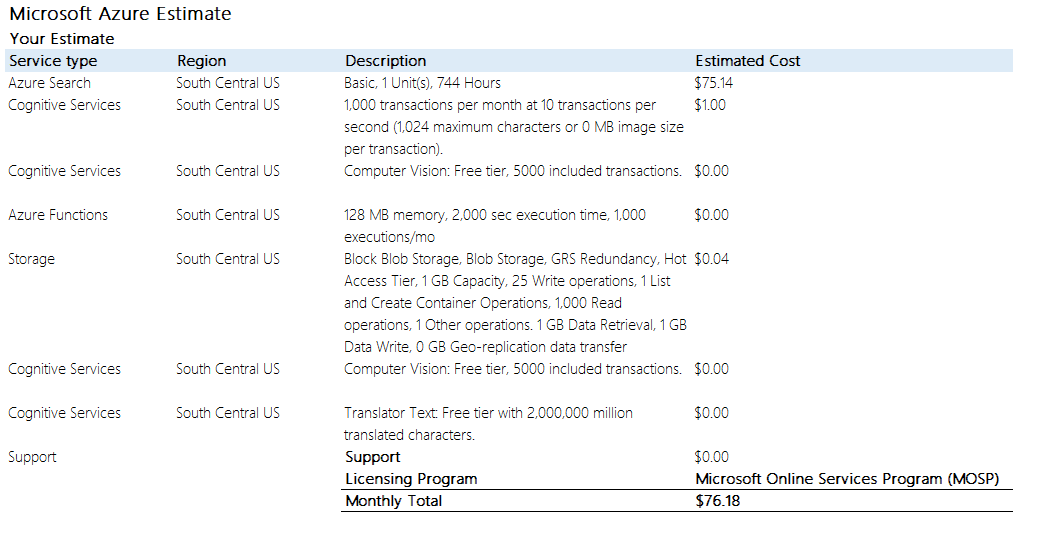 Microsoft Azure Estimate
Your Estimate
Service type Region Description Estimated Cost
Azure Search South Central US Basic, 1 Unit(s), 744 Hours $75.14
Cognitive Services South Central US 1,000 transactions per month at 10 transactions per $1.00
second (1,024 maximum characters or 0 MB image size
per transaction).
Cognitive Services South Central US Computer Vision: Free tier, 5000 included transactions. $0.00
Azure Functions South Central US 128 MB memory, 2,000 sec execution time, 1,000 $0.00
executions/mo
Storage South Central US Block Blob Storage, Blob Storage, GRS Redundancy, Hot $0.04
Access Tier, 1 GB Capacity, 25 Write operations, 1 List
and Create Container Operations, 1,000 Read
operations, 1 Other operations. 1 GB Data Retrieval, 1 GB
Data Write, 0 GB Geo-replication data transfer
Cognitive Services South Central US Computer Vision: Free tier, 5000 included transactions. $0.00
Cognitive Services South Central US Translator Text: Free tier with 2,000,000 million $0.00
translated characters.
Support Support $0.00
Licensing Program Microsoft Online Services Program (MOSP)
Monthly Total $76.18